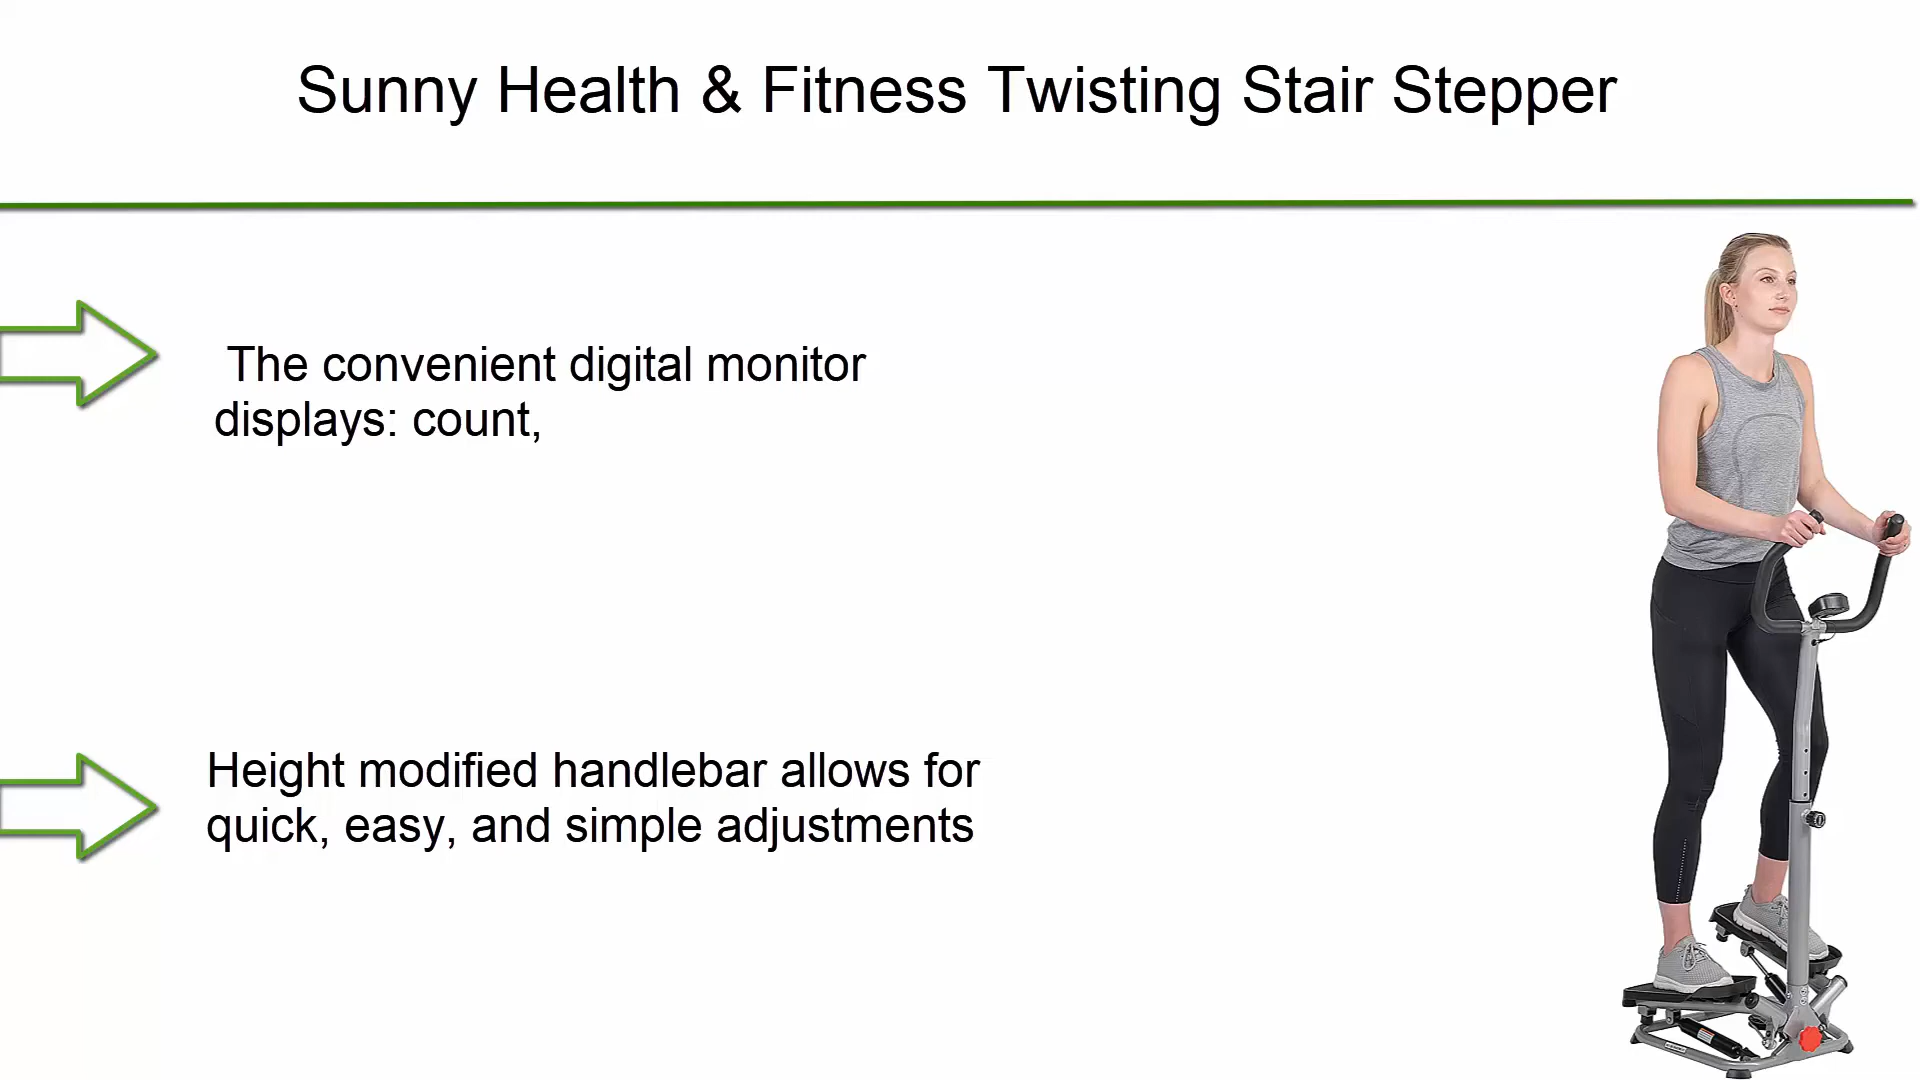 Sunny Health & Fitness Twisting Stair Stepper
The convenient digital monitor
displays: count,
Height modified handlebar allows for
quick, easy, and simple adjustments